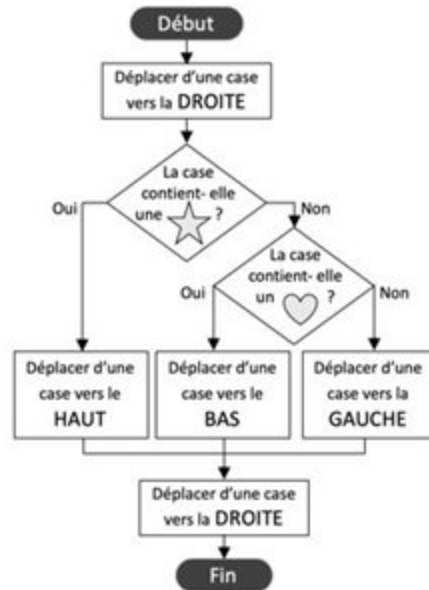 Début
Déplacer d'une case
vers la DROITE
La case
contient- elle
une ?
Oui
Non
La case
contient- elle
un ?
Oui
Non
Déplacer d'une
case vers le
HAUT
Déplacer d'une
case vers le
BAS
Déplacer d'une
case vers la
GAUCHE
Déplacer d'une case
vers la DROITE
Fin